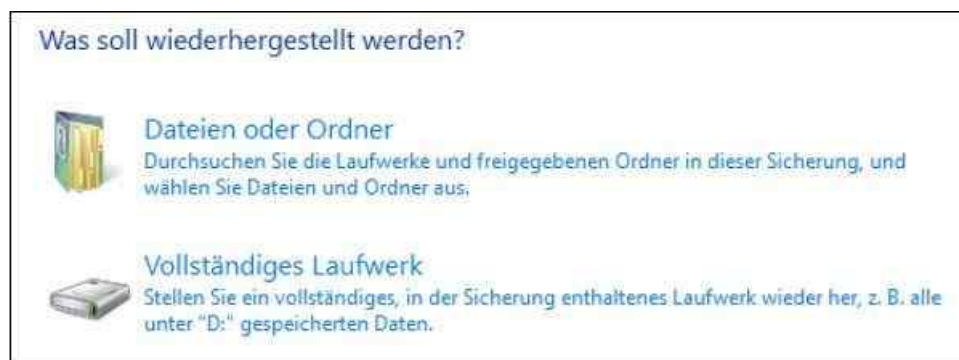 Was soll wiederhergestellt werden?
Dateien oder Ordner
Durchsuchen Sie die Laufwerke und freigegebenen Ordner in dieser Sicherung, und
wählen Sie Dateien und Ordner aus.
Vollständiges Laufwerk
Stellen Sie ein vollständiges, in der Sicherung enthaltenes Laufwerk wieder her, z. B. alle
unter "D:" gespeicherten Daten.